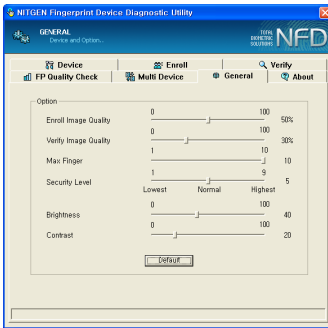 NITGEN Fingerprint Device Diagnostic Utility
GENERAL
Device and Option...
TOTAL
BIOMETRIC
SOLUTIONS
NFD
Device
Enroll
Verify
FP Quality Check
Multi Device
General
About
Option
0 100
Enroll Image Quality 50%
0 100
Verify Image Quality 30%
1 10
Max Finger 10
1 9
Security Level 5
Lowest Normal Highest
0 100
Brightness 40
0 100
Contrast 20
Default